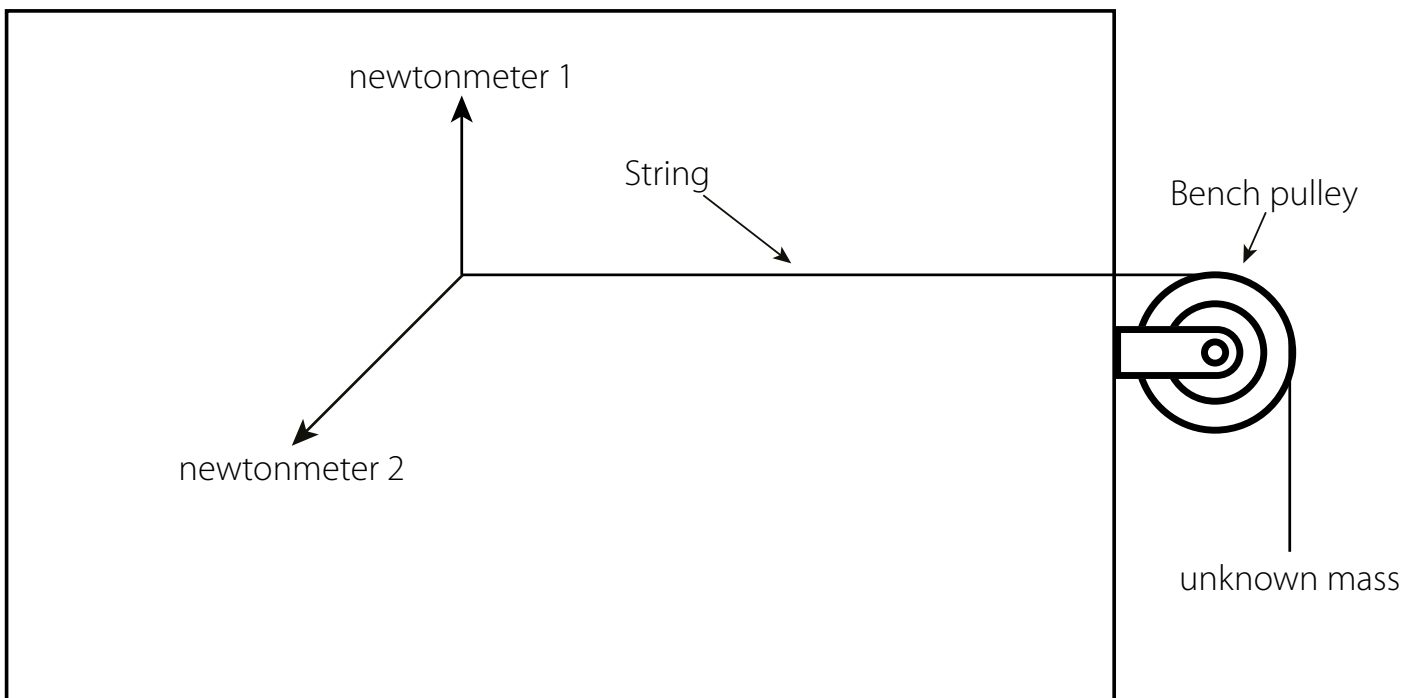 newtonmeter 1
String
Bench pulley
newtonmeter 2
unknown mass